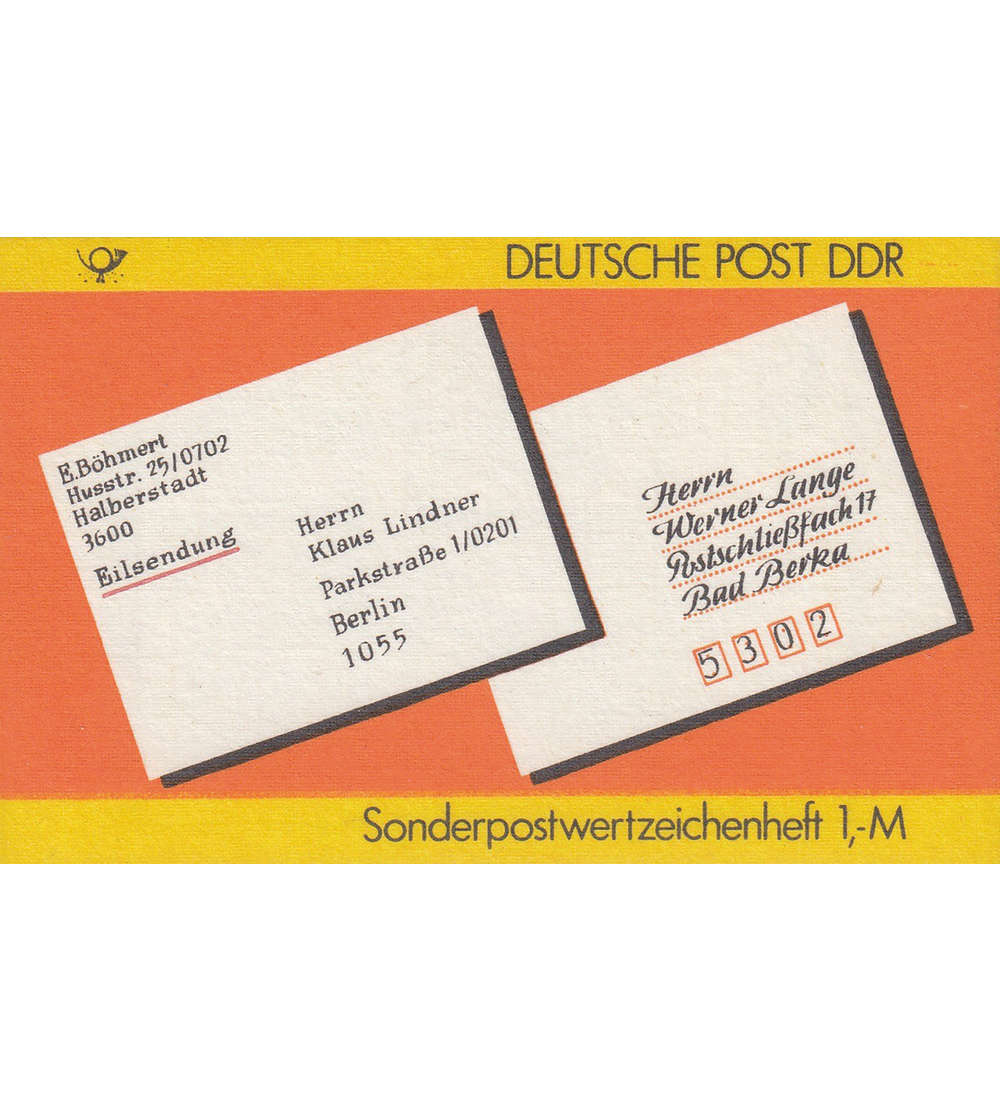 DEUTSCHE POST DDR
E.Böhmert
Husstr. 25/0702
Halberstadt
3600
Eilsendung
Herrn
Klaus Lindner
Parkstraße 1/0201
Berlin
1055
Herrn
Werner Lange
Postschließfach 17
Bad Berka
5302
Sonderpostwertzeichenheft 1,-M